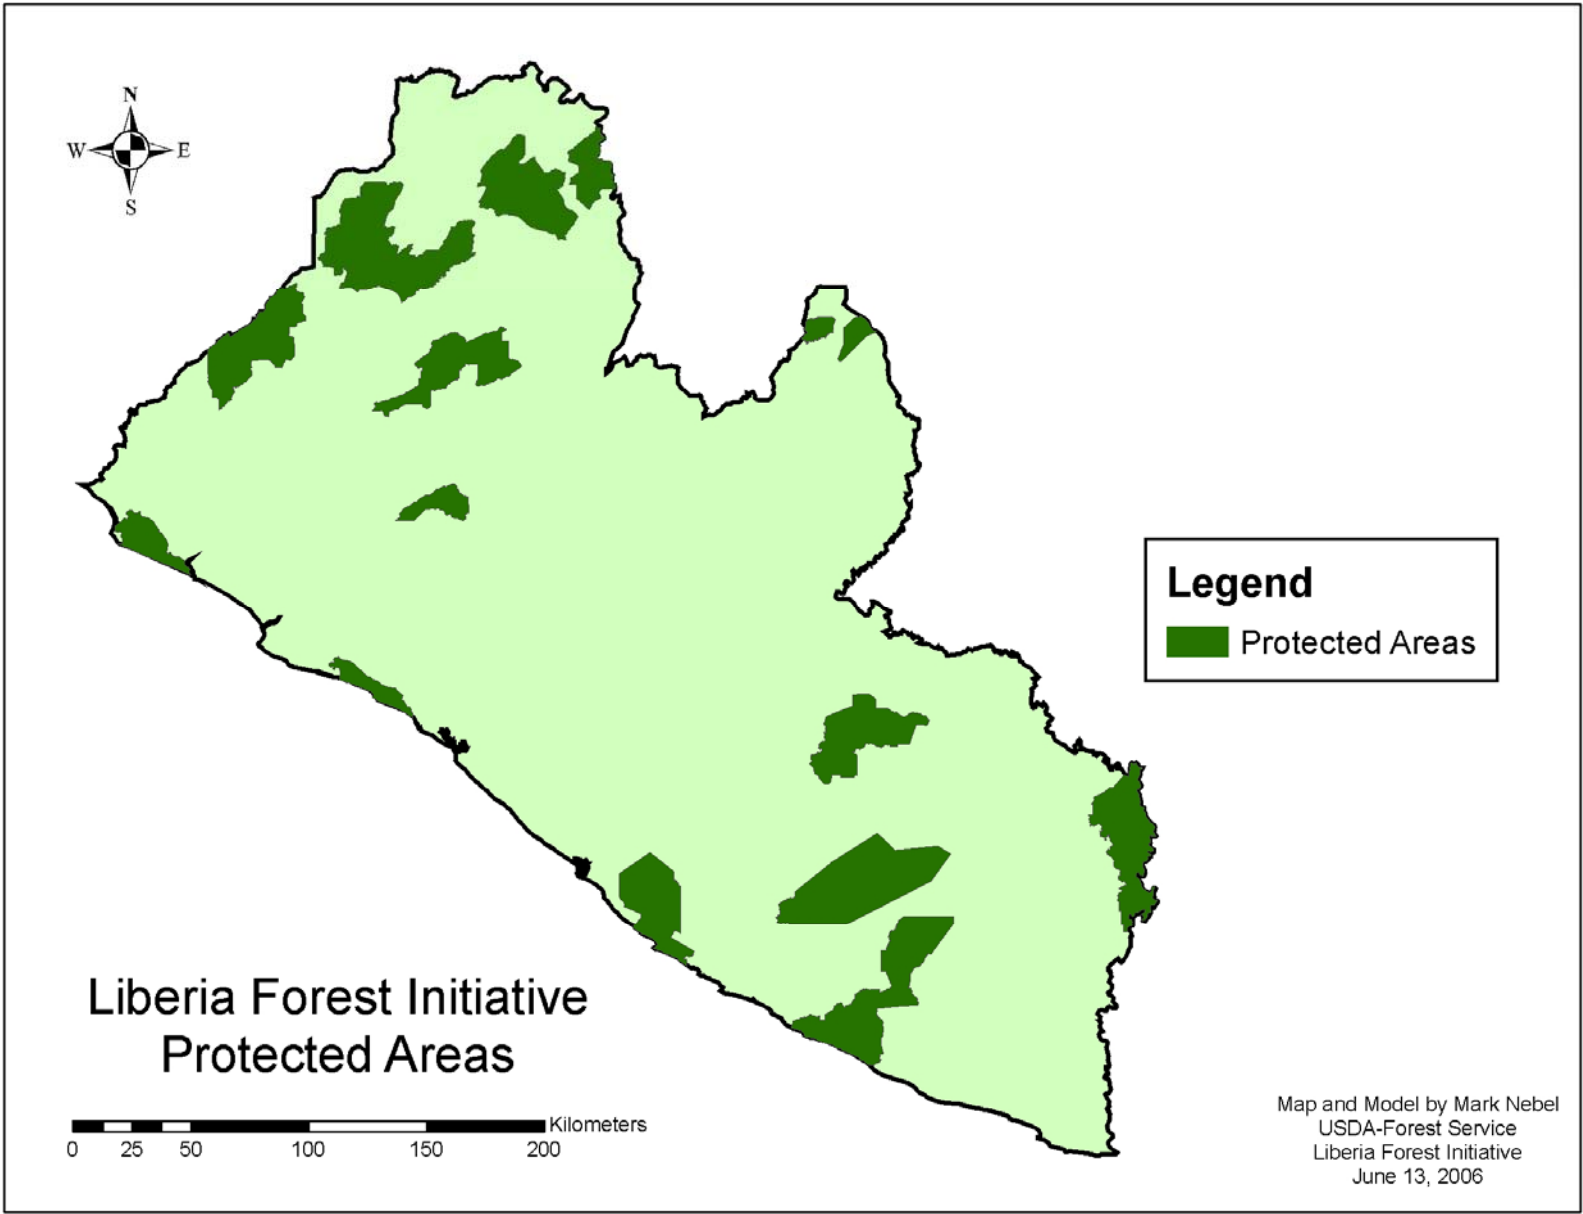 N
W E
S
Legend
Protected Areas
Liberia Forest Initiative
Protected Areas
Kilometers
0 25 50 100 150 200
Map and Model by Mark Nebel
USDA-Forest Service
Liberia Forest Initiative
June 13, 2006